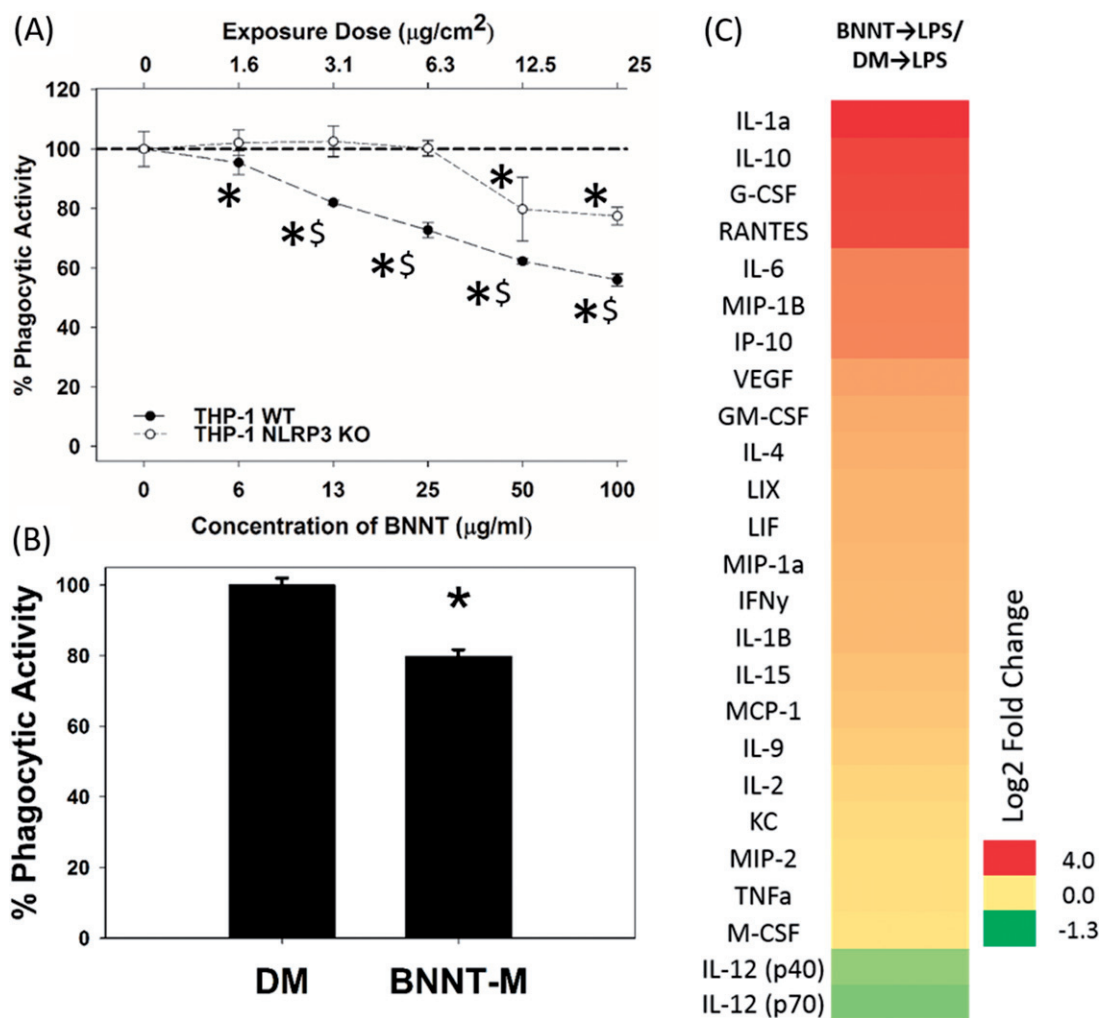 (A)
Exposure Dose (μg/cm²)
0 1.6 3.1 6.3 12.5 25
120
100
80
60
40
20
0
% Phagocytic Activity
* * *
* $ * $ * $ * $
THP-1 WT
THP-1 NLRP3 KO
0 6 13 25 50 100
Concentration of BNNT (μg/ml)
(B)
100
80
60
40
20
0
% Phagocytic Activity
*
DM BNNT-M
(C)
BNNT→LPS/
DM→LPS
IL-1a
IL-10
G-CSF
RANTES
IL-6
MIP-1B
IP-10
VEGF
GM-CSF
IL-4
LIX
LIF
MIP-1a
IFNy
IL-1B
IL-15
MCP-1
IL-9
IL-2
KC
MIP-2
TNFa
M-CSF
IL-12 (p40)
IL-12 (p70)
Log2 Fold Change
4.0
0.0
-1.3